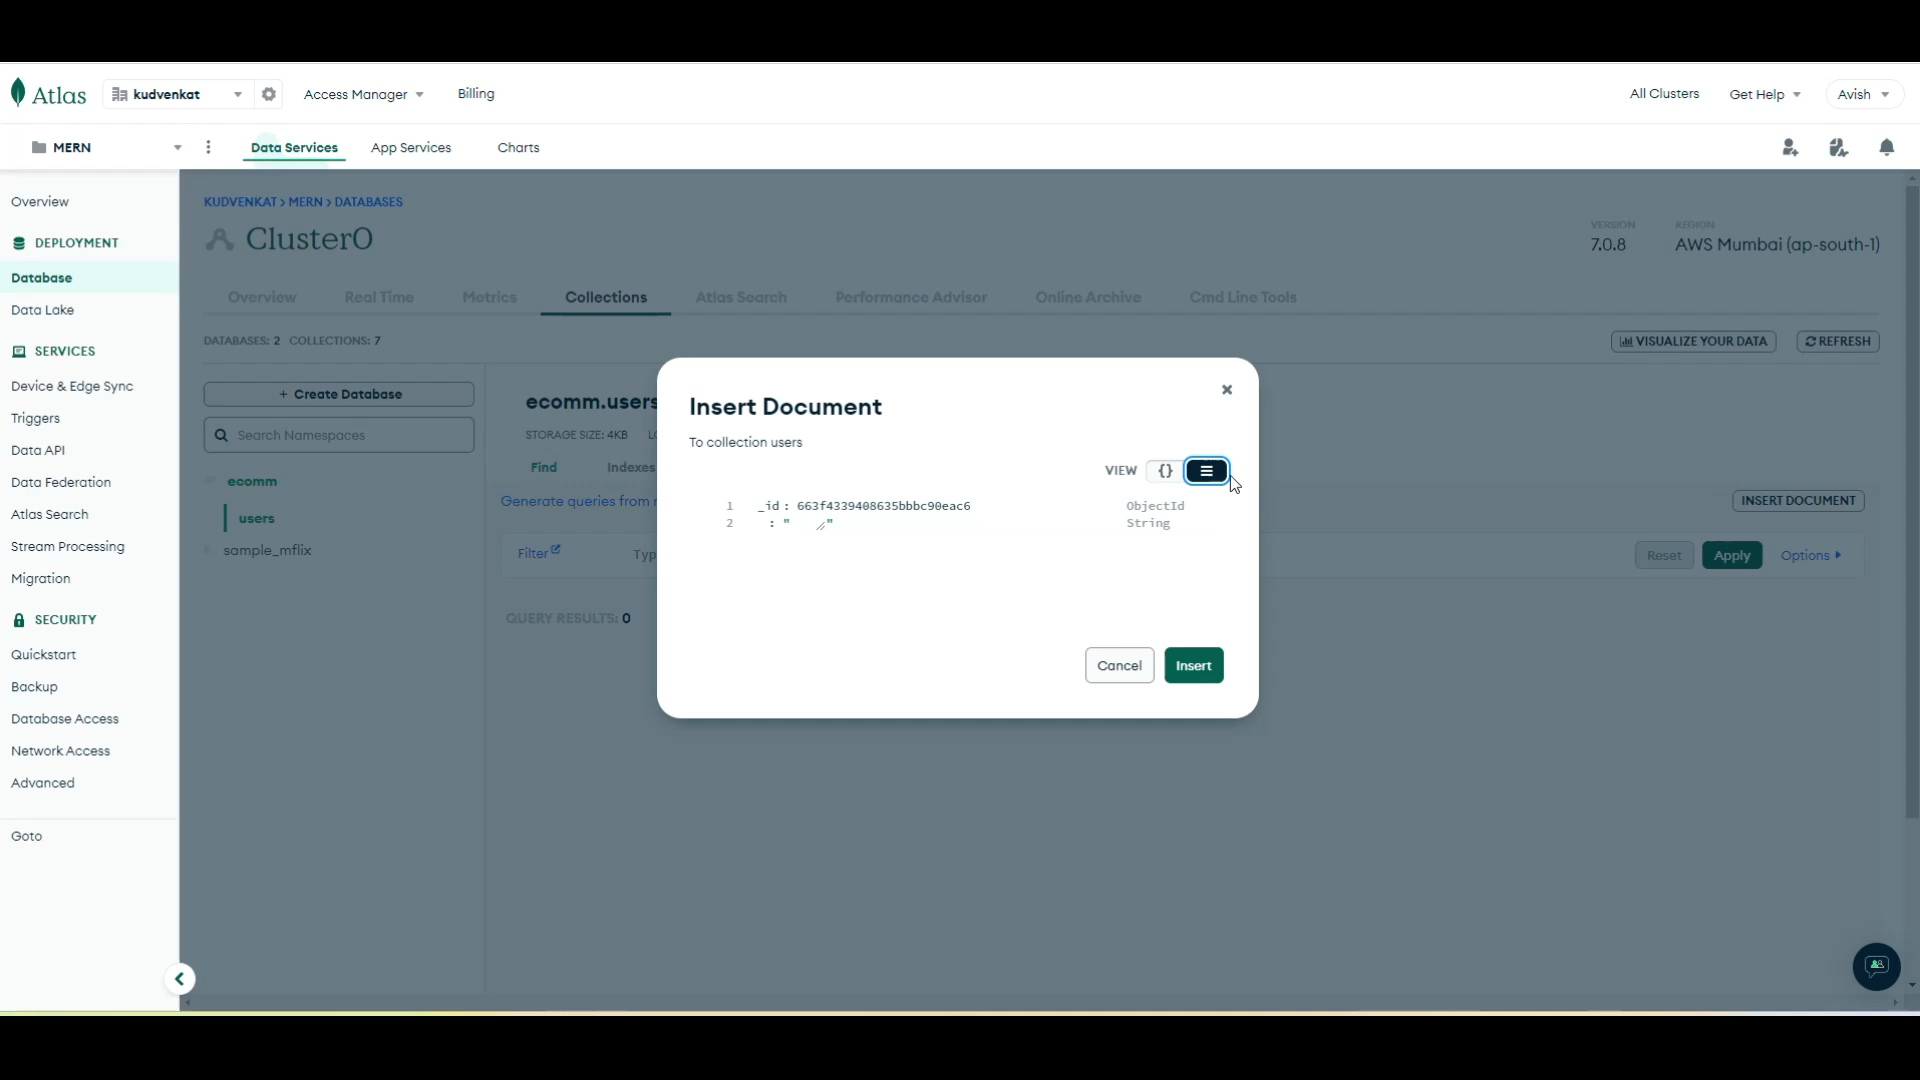 Atlas
kudvenkat
Access Manager
Billing
All Clusters
Get Help
Avish
MERN
Data Services
App Services
Charts
Overview
DEPLOYMENT
Database
Data Lake
SERVICES
Device & Edge Sync
Triggers
Data API
Data Federation
Atlas Search
Stream Processing
Migration
SECURITY
Quickstart
Backup
Database Access
Network Access
Advanced
Goto
KUDVENKAT > MERN > DATABASES
Cluster0
VERSION
7.0.8
REGION
AWS Mumbai (ap-south-1)
Overview
Real Time
Metrics
Collections
Atlas Search
Performance Advisor
Online Archive
Cmd Line Tools
DATABASES: 2 COLLECTIONS: 7
VISUALIZE YOUR DATA
REFRESH
+ Create Database
Search Namespaces
ecomm
users
sample_mflix
ecomm.users
STORAGE SIZE: 4KB
Find
Indexes
Generate queries from
INSERT DOCUMENT
Filter
Reset
Apply
Options
QUERY RESULTS: 0
Insert Document
To collection users
VIEW {}
1 _id : 663f4339408635bbbc90eac6 ObjectId
2 : " " String
Cancel
Insert